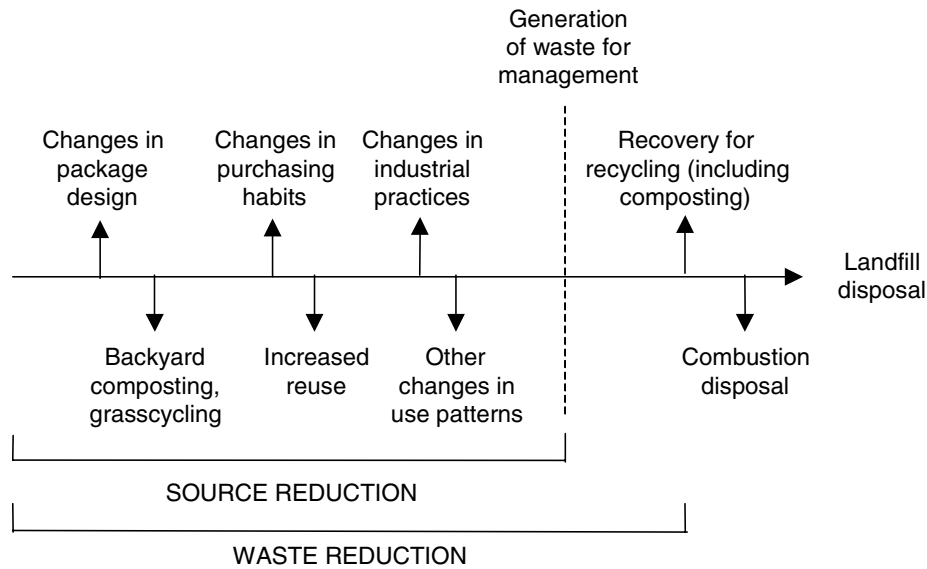 Generation
of waste for
management
Changes in
package
design
Changes in
purchasing
habits
Changes in
industrial
practices
Recovery for
recycling (including
composting)
Landfill
disposal
Backyard
composting,
grasscycling
Increased
reuse
Other
changes in
use patterns
Combustion
disposal
SOURCE REDUCTION
WASTE REDUCTION